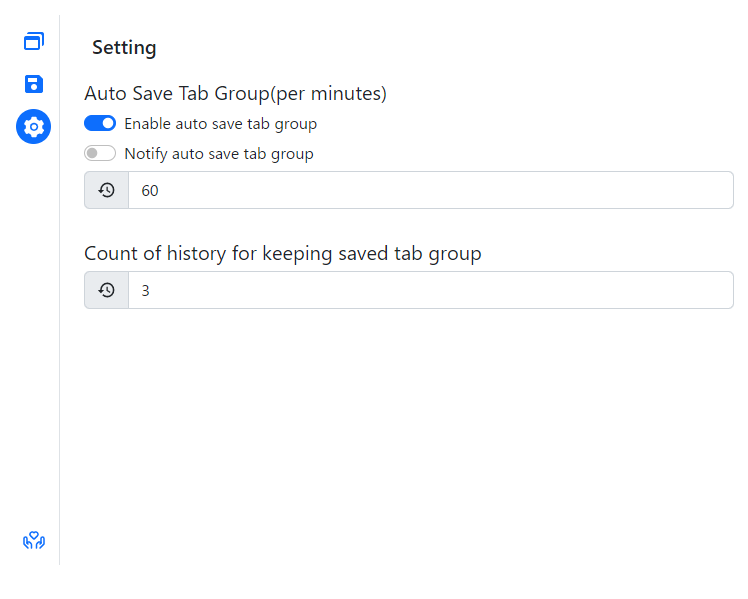 Setting
Auto Save Tab Group(per minutes)
Enable auto save tab group
Notify auto save tab group
60
Count of history for keeping saved tab group
3